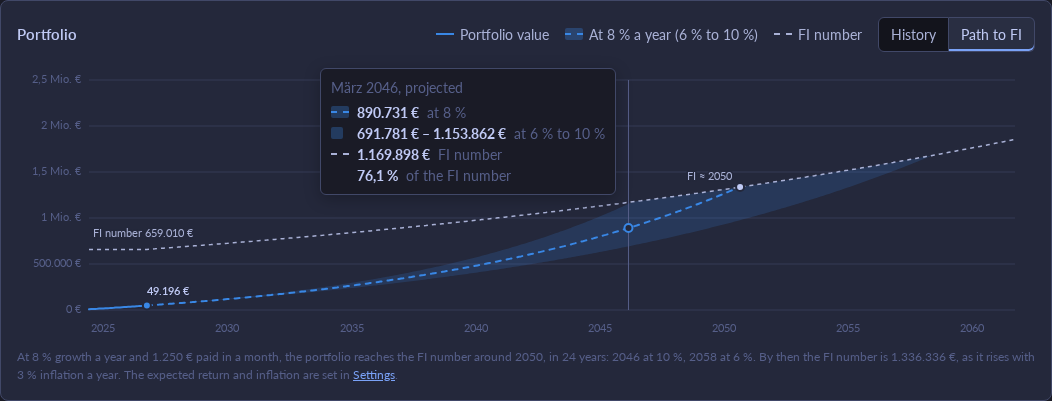 Portfolio
Portfolio value
At 8 % a year (6 % to 10 %)
FI number
History
Path to FI
2,5 Mio. €
2 Mio. €
1,5 Mio. €
1 Mio. €
500.000 €
0 €
März 2046, projected
890.731 € at 8 %
691.781 € – 1.153.862 € at 6 % to 10 %
1.169.898 € FI number
76,1 % of the FI number
FI ≈ 2050
FI number 659.010 €
49.196 €
2025
2030
2035
2040
2045
2050
2055
2060
At 8 % growth a year and 1.250 € paid in a month, the portfolio reaches the FI number around 2050, in 24 years: 2046 at 10 %, 2058 at 6 %. By then the FI number is 1.336.336 €, as it rises with
3 % inflation a year. The expected return and inflation are set in Settings.